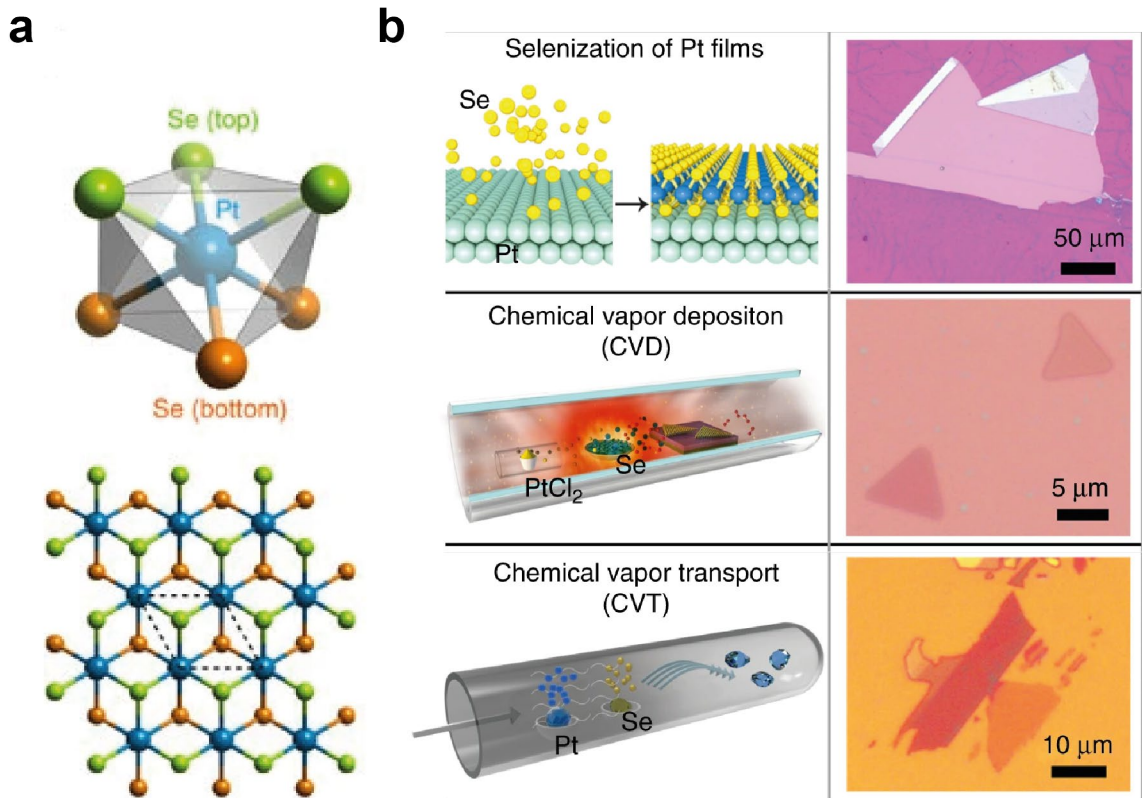 a
Se (top)
Pt
Se (bottom)
b
Selenization of Pt films
Se
Pt
50 μm
Chemical vapor depositon
(CVD)
PtCl₂
Se
5 μm
Chemical vapor transport
(CVT)
Pt
Se
10 μm